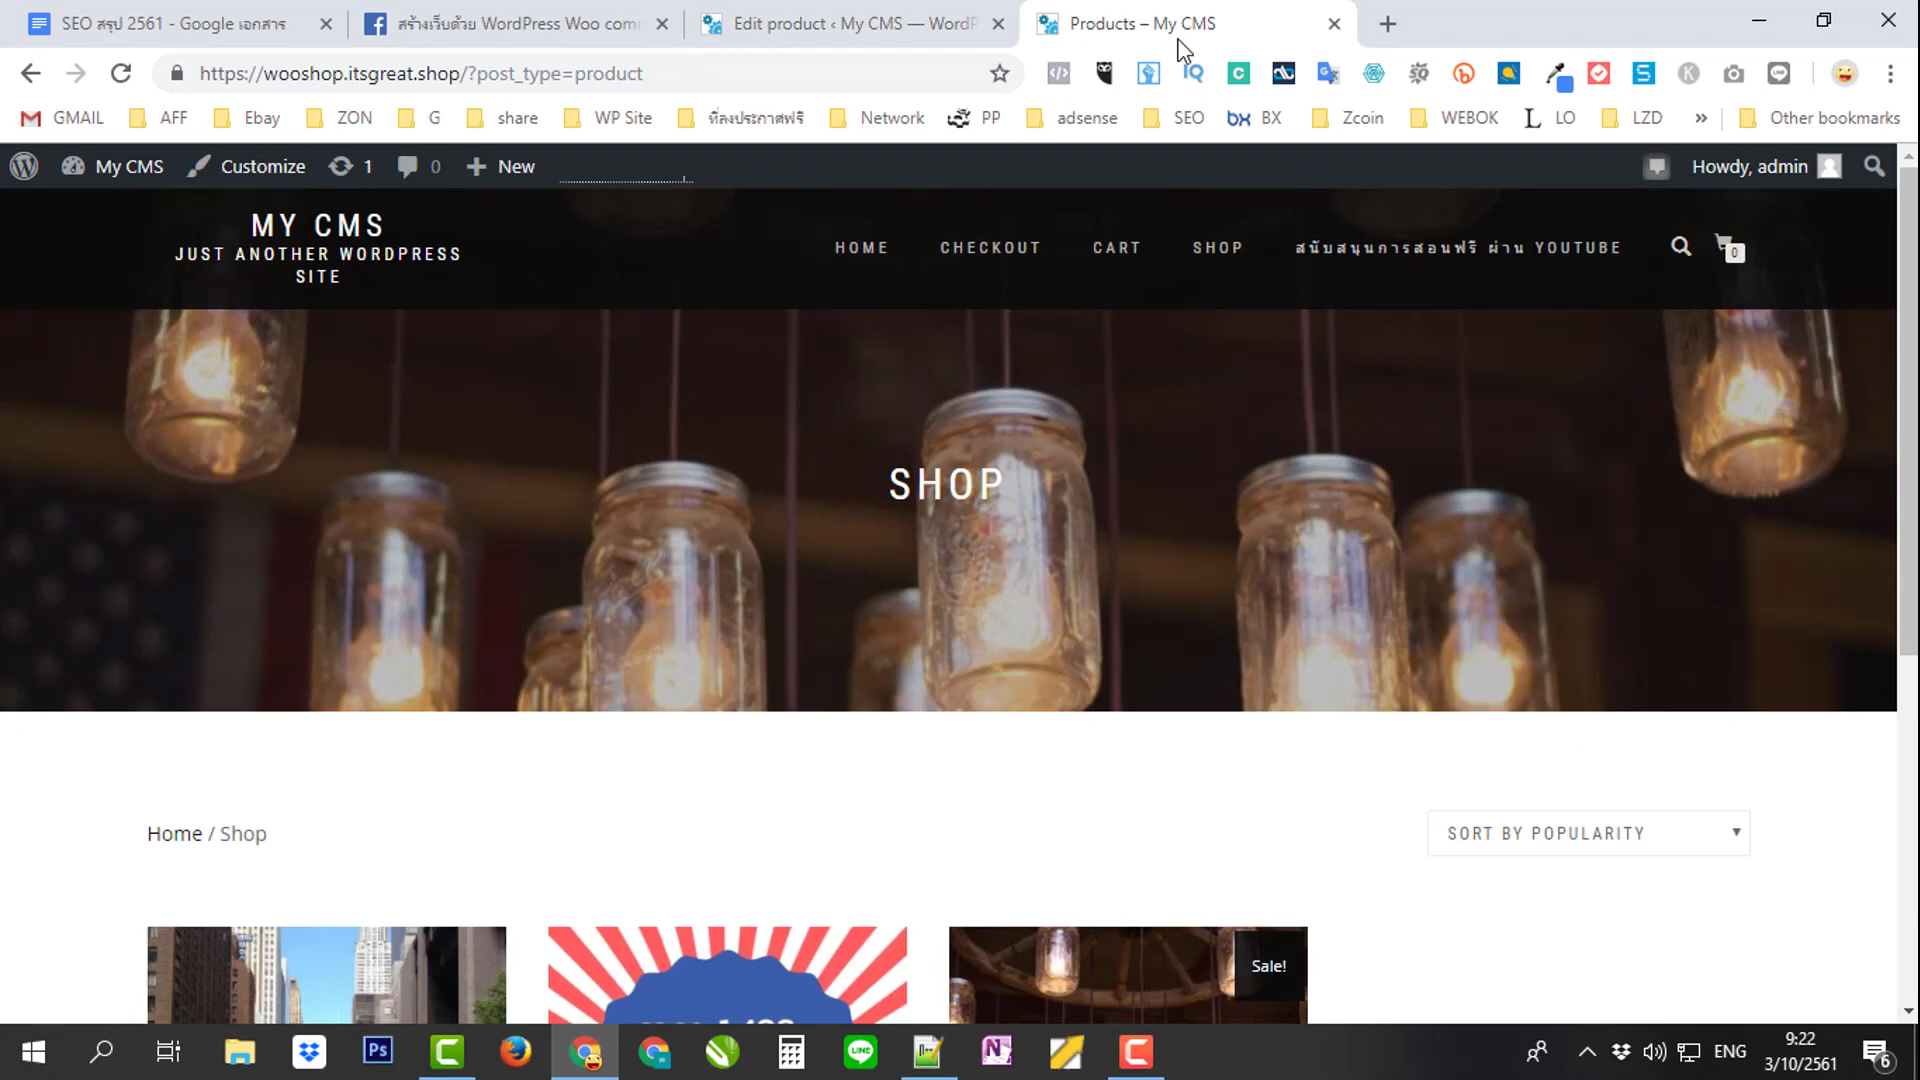 SEO สรุป 2561 - Google เอกสาร
สร้างเว็บด้วย WordPress Woo com
Edit product ‹ My CMS — WordP
Products – My CMS
https://wooshop.itsgreat.shop/?post_type=product
GMAIL
AFF
Ebay
ZON
G
share
WP Site
ที่ลงประกาศฟรี
Network
PP
adsense
SEO
bx BX
Zcoin
WEBOK
L LO
LZD
»
Other bookmarks
My CMS
Customize
1
0
New
Howdy, admin
MY CMS
JUST ANOTHER WORDPRESS
SITE
HOME
CHECKOUT
CART
SHOP
สนับสนุนการสอนฟรี ผ่าน YOUTUBE
0
SHOP
Home / Shop
SORT BY POPULARITY
Sale!
Ps
ENG
9:22
3/10/2561
6